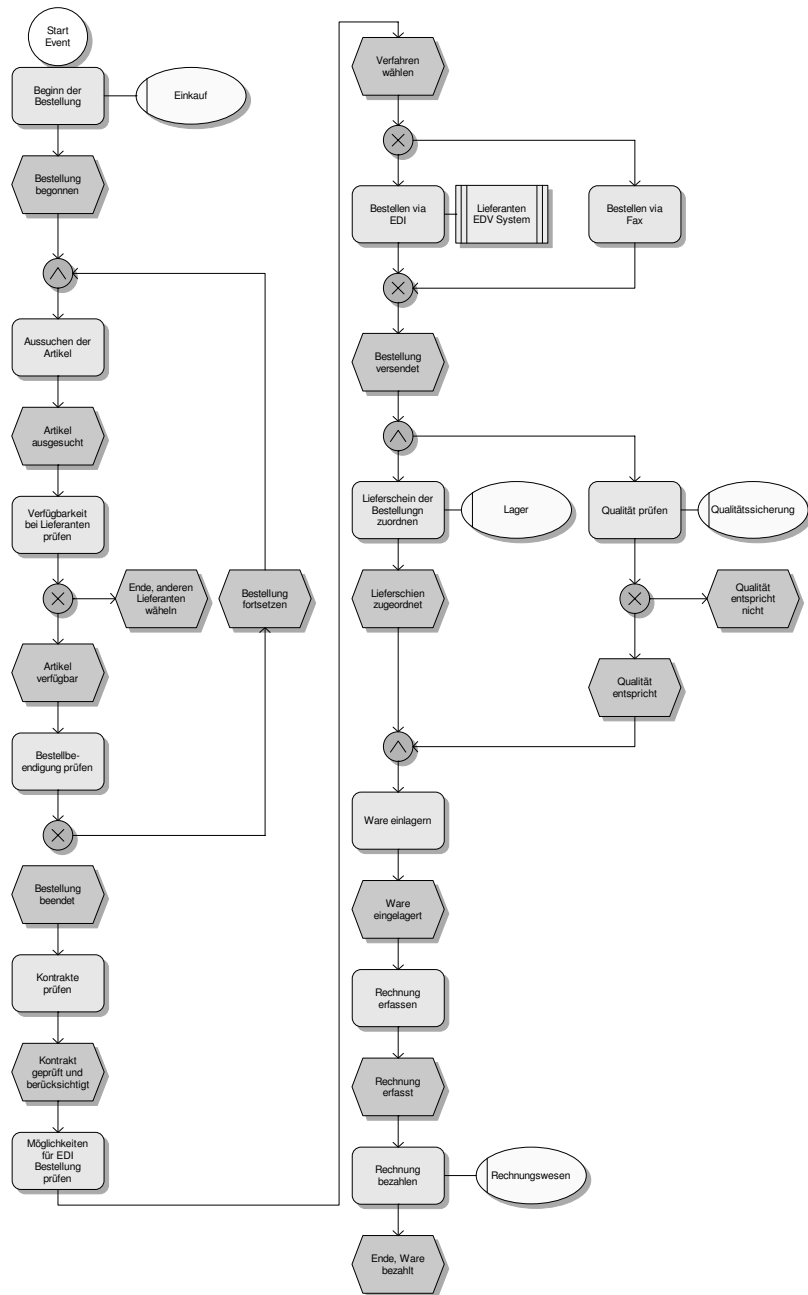 Start
Event
Beginn der
Bestellung
Einkauf
Bestellung
begonnen
Aussuchen der
Artikel
Artikel
ausgesucht
Verfügbarkeit
bei Lieferanten
prüfen
Ende, anderen
Lieferanten
wäheln
Bestellung
fortsetzen
Artikel
verfügbar
Bestellbe-
endigung prüfen
Bestellung
beendet
Kontrakte
prüfen
Kontrakt
geprüft und
berücksichtigt
Möglichkeiten
für EDI
Bestellung
prüfen
Verfahren
wählen
Bestellen via
EDI
Lieferanten
EDV System
Bestellen via
Fax
Bestellung
versendet
Lieferschein der
Bestellungn
zuordnen
Lager
Qualität prüfen
Qualitätssicherung
Lieferschien
zugeordnet
Qualität
entspricht
nicht
Qualität
entspricht
Ware einlagern
Ware
eingelagert
Rechnung
erfassen
Rechnung
erfasst
Rechnung
bezahlen
Rechnungswesen
Ende, Ware
bezahlt